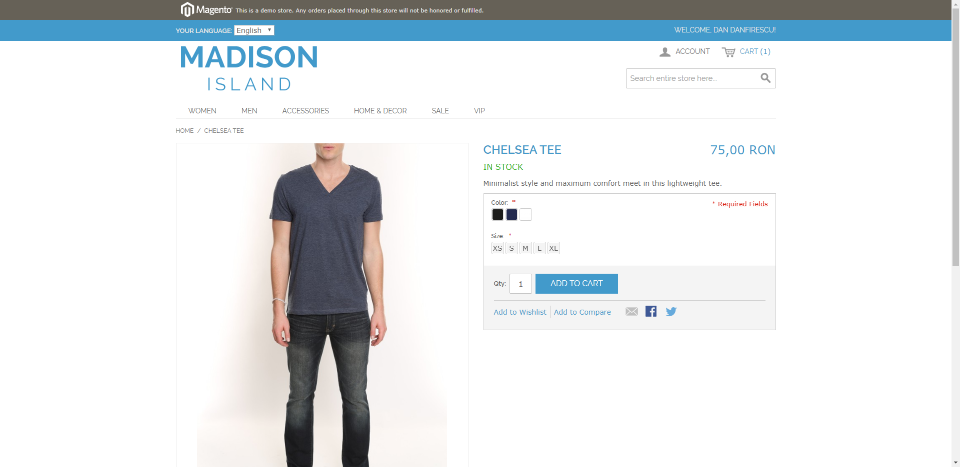 Magento This is a demo store. Any orders placed through this store will not be honored or fulfilled.
YOUR LANGUAGE: English
WELCOME, DAN DANFIRESCU!
MADISON
ISLAND
ACCOUNT CART (1)
Search entire store here...
WOMEN MEN ACCESSORIES HOME & DECOR SALE VIP
HOME / CHELSEA TEE
CHELSEA TEE 75,00 RON
IN STOCK
Minimalist style and maximum comfort meet in this lightweight tee.
Color: *
* Required Fields
Size *
XS S M L XL
Qty: 1 ADD TO CART
Add to Wishlist Add to Compare